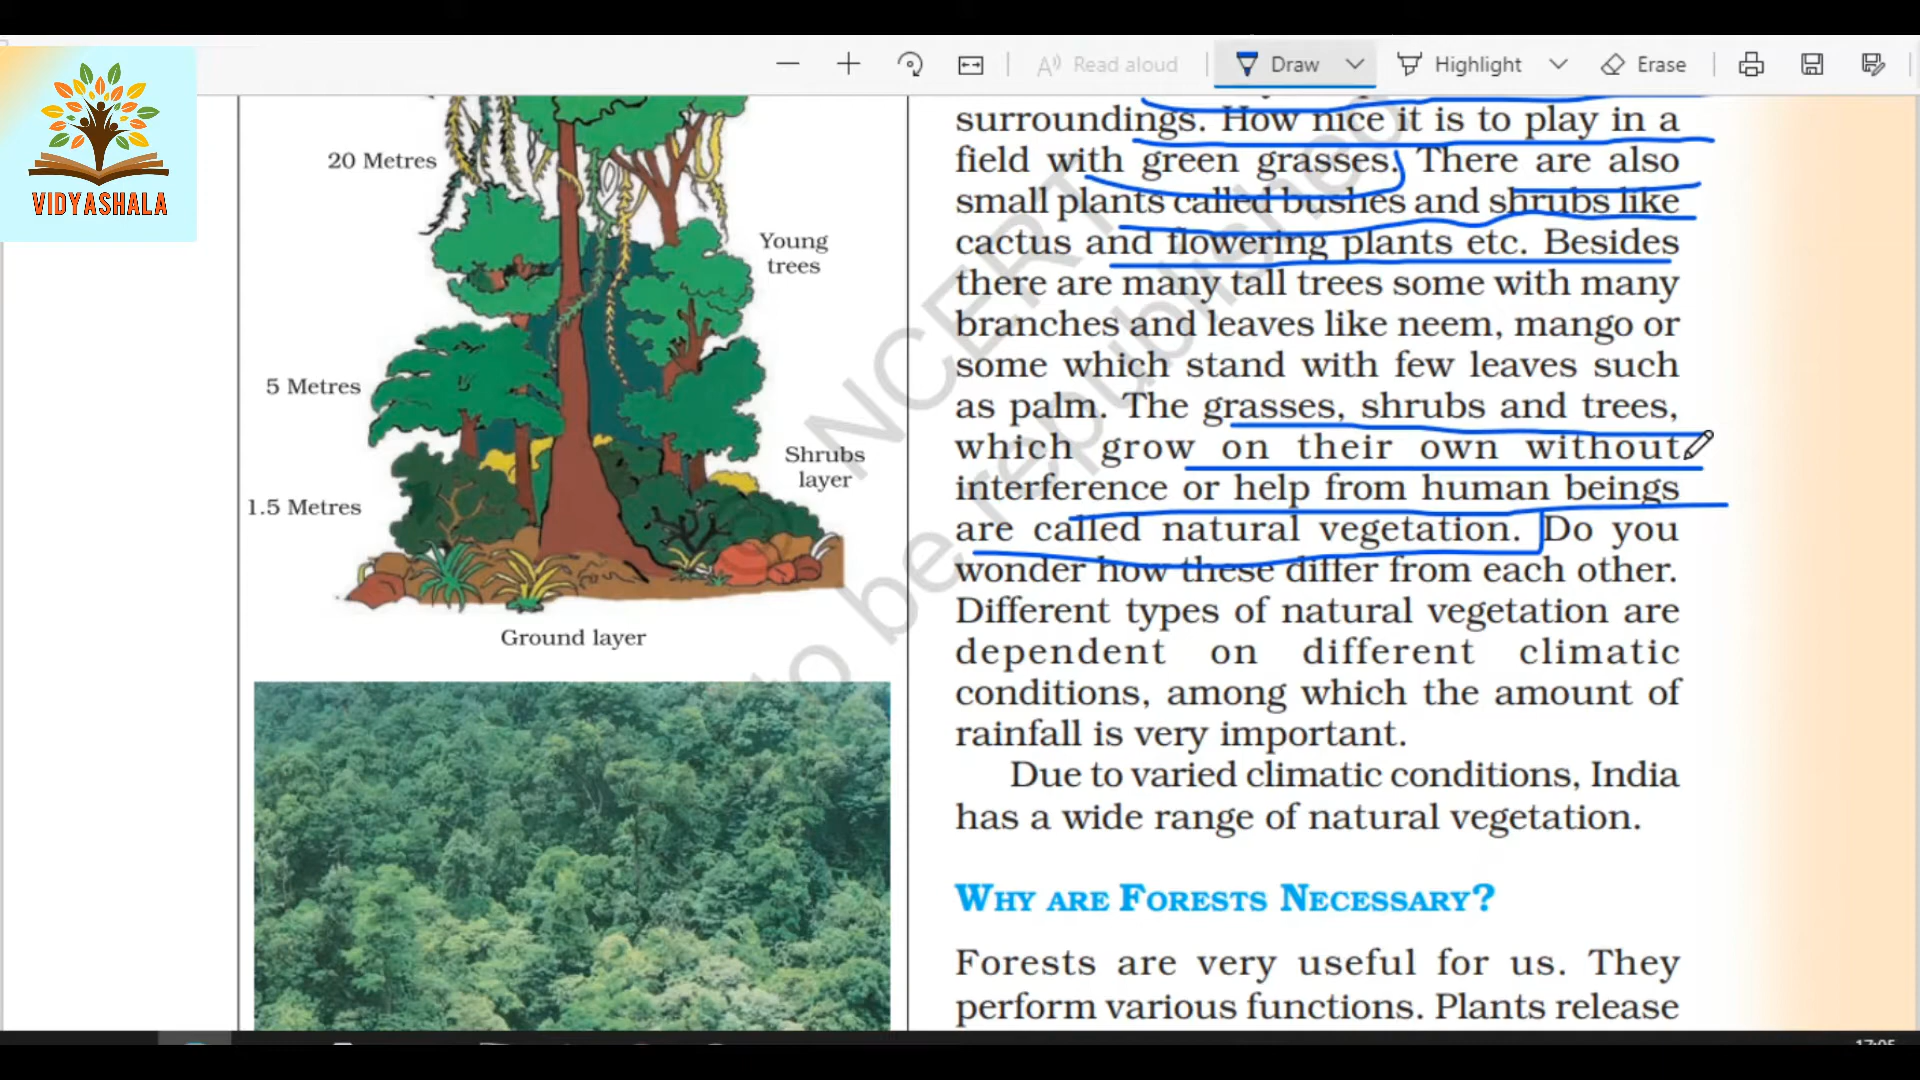 Read aloud
Draw
Highlight
Erase
VIDYASHALA
20 Metres
Young
trees
5 Metres
Shrubs
layer
1.5 Metres
Ground layer
surroundings. How nice it is to play in a
field with green grasses. There are also
small plants called bushes and shrubs like
cactus and flowering plants etc. Besides
there are many tall trees some with many
branches and leaves like neem, mango or
some which stand with few leaves such
as palm. The grasses, shrubs and trees,
which grow on their own without
interference or help from human beings
are called natural vegetation. Do you
wonder how these differ from each other.
Different types of natural vegetation are
dependent on different climatic
conditions, among which the amount of
rainfall is very important.
Due to varied climatic conditions, India
has a wide range of natural vegetation.
WHY ARE FORESTS NECESSARY?
Forests are very useful for us. They
perform various functions. Plants release
NCERT
to be republished